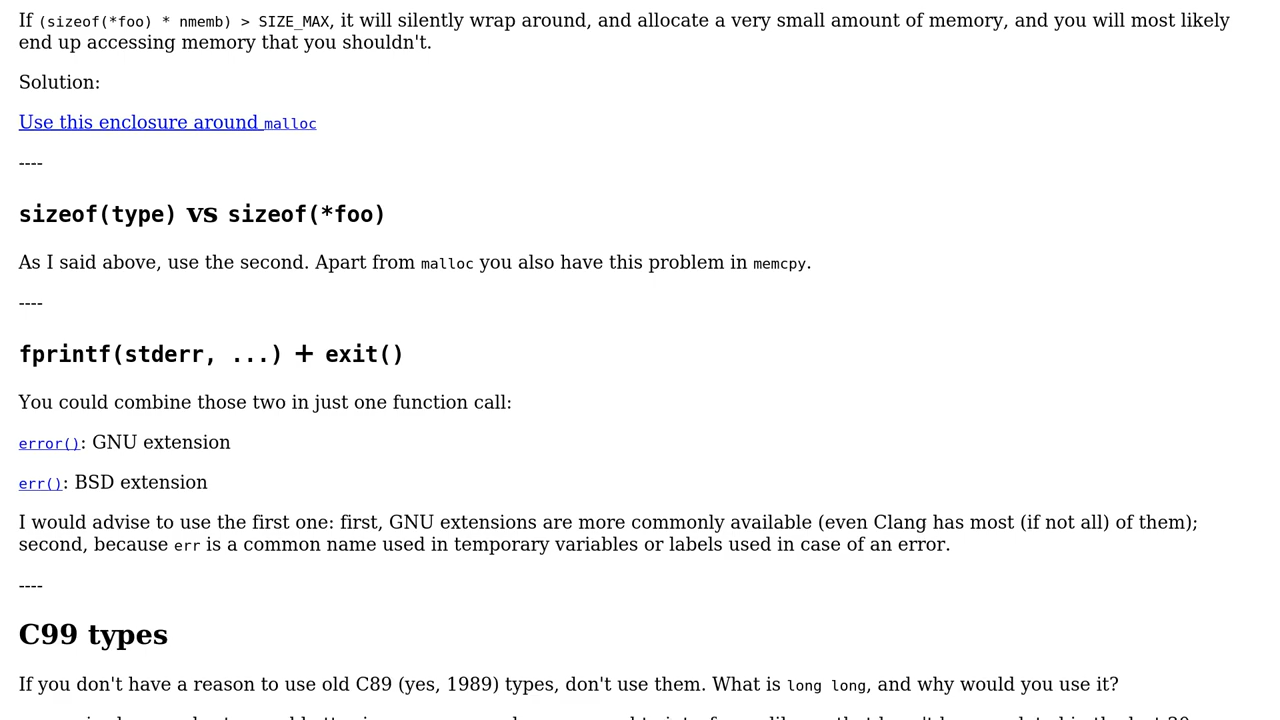 If (sizeof(*foo) * nmemb) > SIZE_MAX, it will silently wrap around, and allocate a very small amount of memory, and you will most likely
end up accessing memory that you shouldn't.
Solution:
Use this enclosure around malloc
----
sizeof(type) vs sizeof(*foo)
As I said above, use the second. Apart from malloc you also have this problem in memcpy.
----
fprintf(stderr, ...) + exit()
You could combine those two in just one function call:
error(): GNU extension
err(): BSD extension
I would advise to use the first one: first, GNU extensions are more commonly available (even Clang has most (if not all) of them);
second, because err is a common name used in temporary variables or labels used in case of an error.
----
C99 types
If you don't have a reason to use old C89 (yes, 1989) types, don't use them. What is long long, and why would you use it?